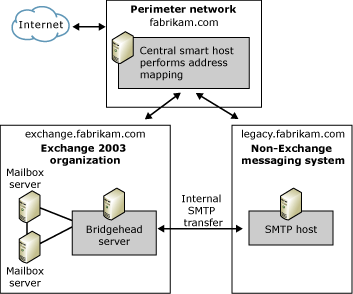 Perimeter network
fabrikam.com
Internet
Central smart host
performs address
mapping
exchange.fabrikam.com
Exchange 2003
organization
Mailbox
server
Bridgehead
server
Mailbox
server
Internal
SMTP
transfer
legacy.fabrikam.com
Non-Exchange
messaging system
SMTP host